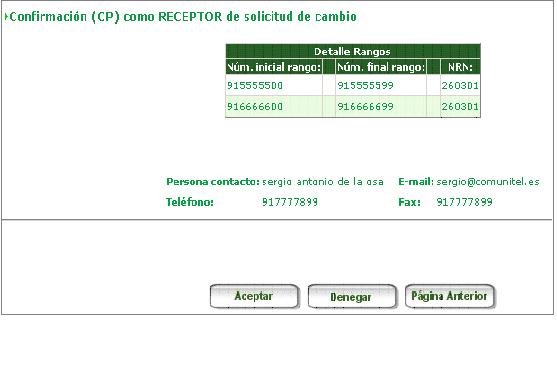 Confirmación (CP) como RECEPTOR de solicitud de cambio
Detalle Rangos
Núm. inicial rango: Núm. final rango: NRN:
915555500 915555599 260301
916666600 916666699 260301
Persona contacto: sergio antonio de la osa E-mail: sergio@comunitel.es
Teléfono: 917777899 Fax: 917777899
Aceptar Denegar Página Anterior